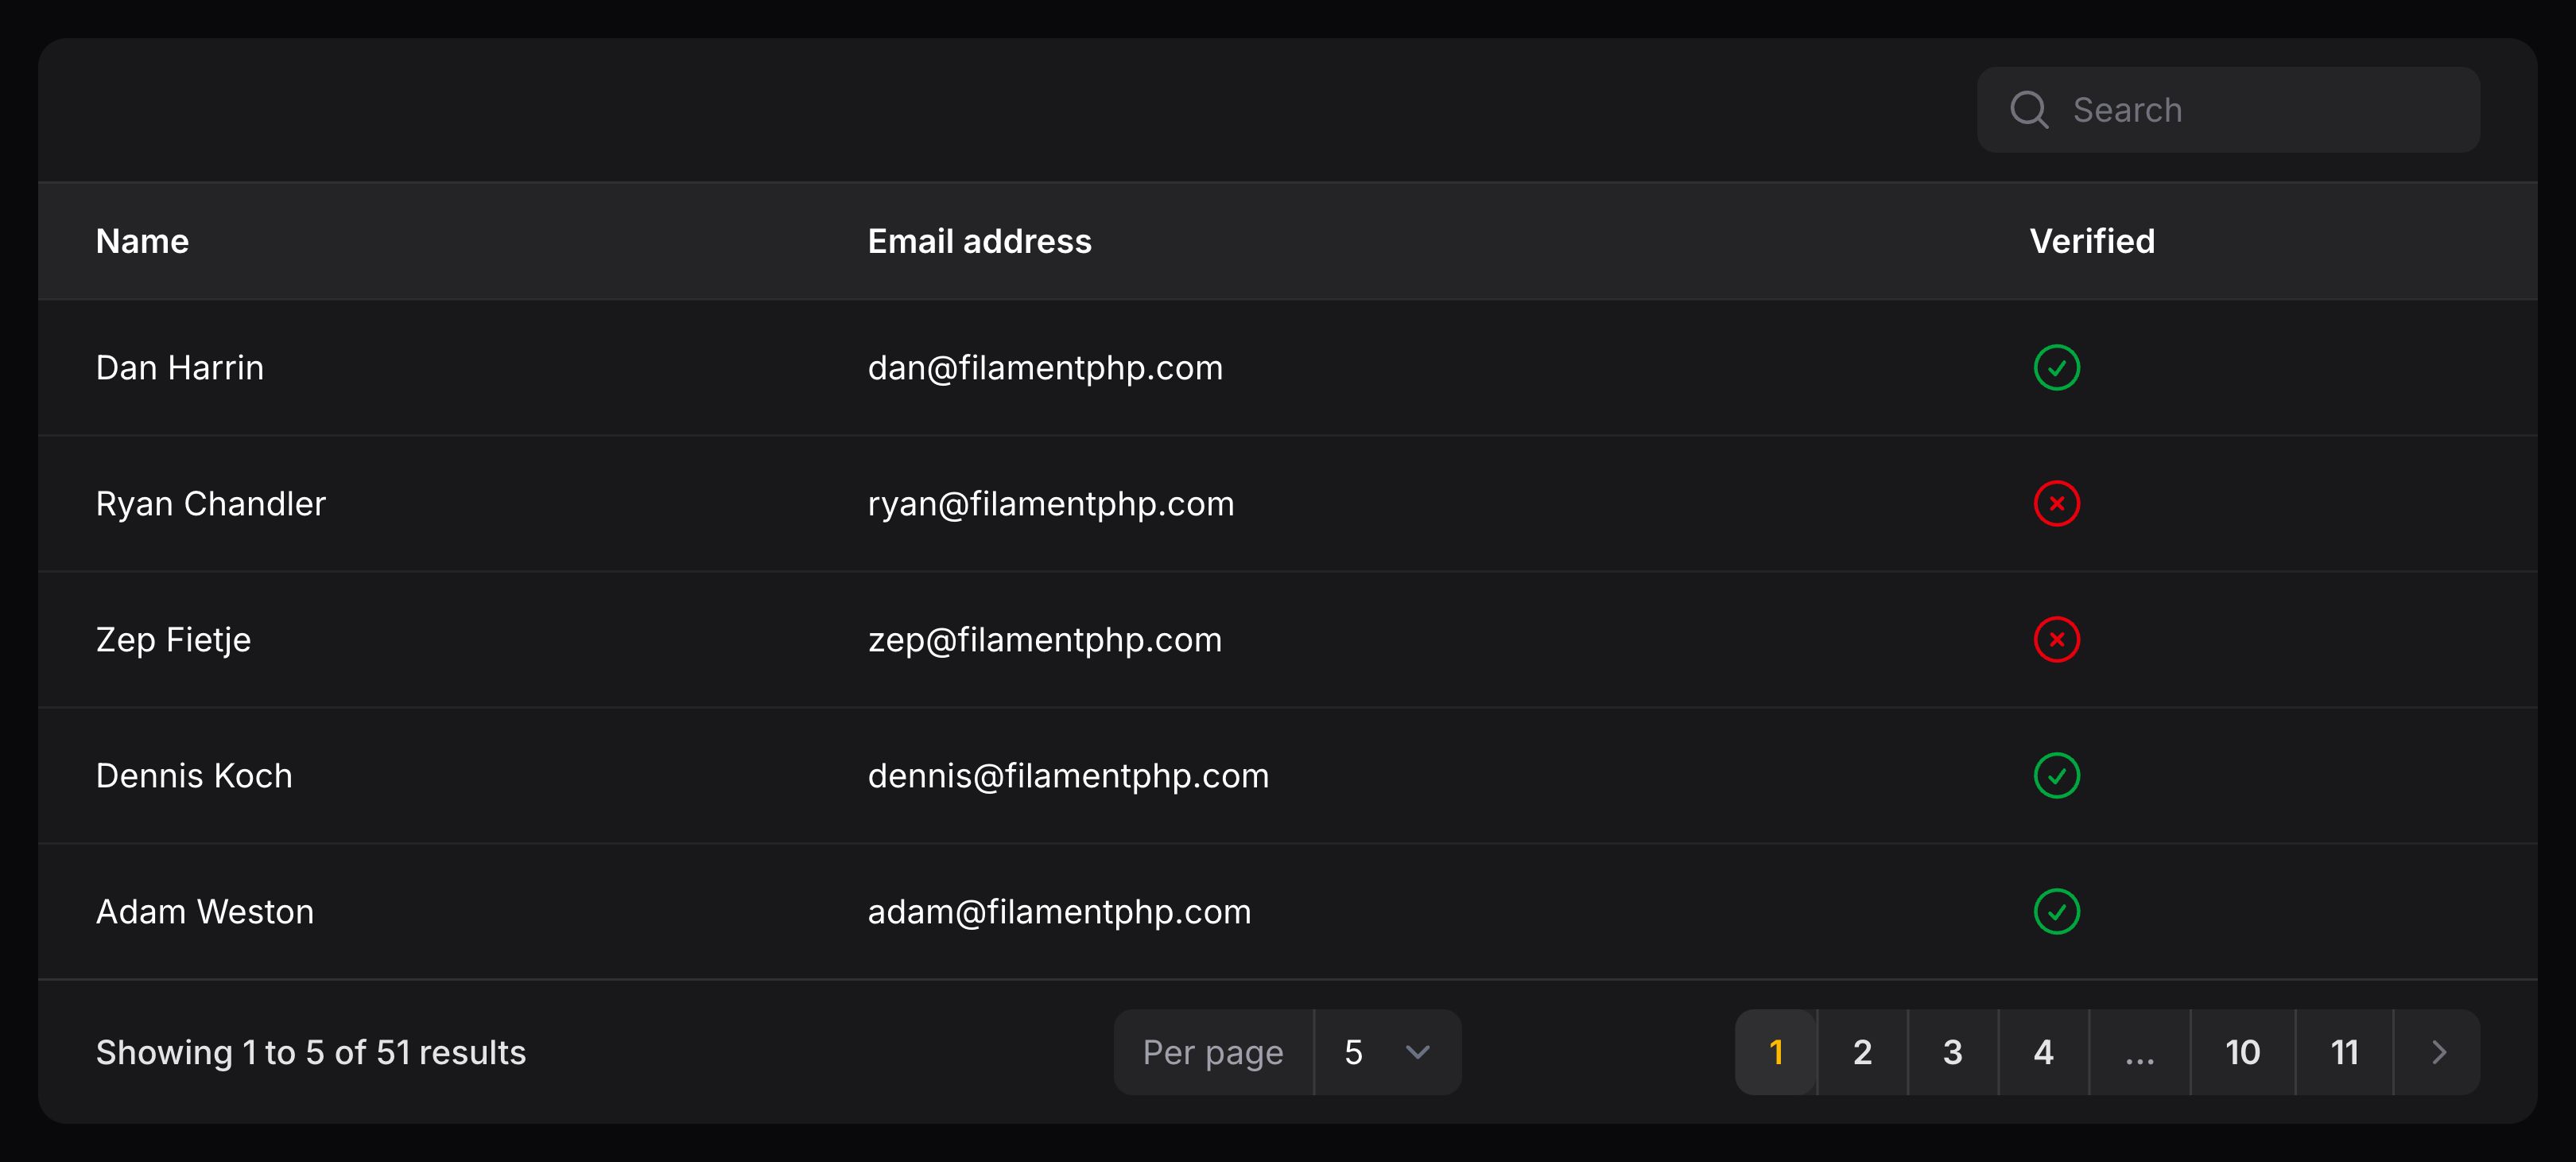 Search
Name Email address Verified
Dan Harrin dan@filamentphp.com
Ryan Chandler ryan@filamentphp.com
Zep Fietje zep@filamentphp.com
Dennis Koch dennis@filamentphp.com
Adam Weston adam@filamentphp.com
Showing 1 to 5 of 51 results Per page 5 1 2 3 4 ... 10 11